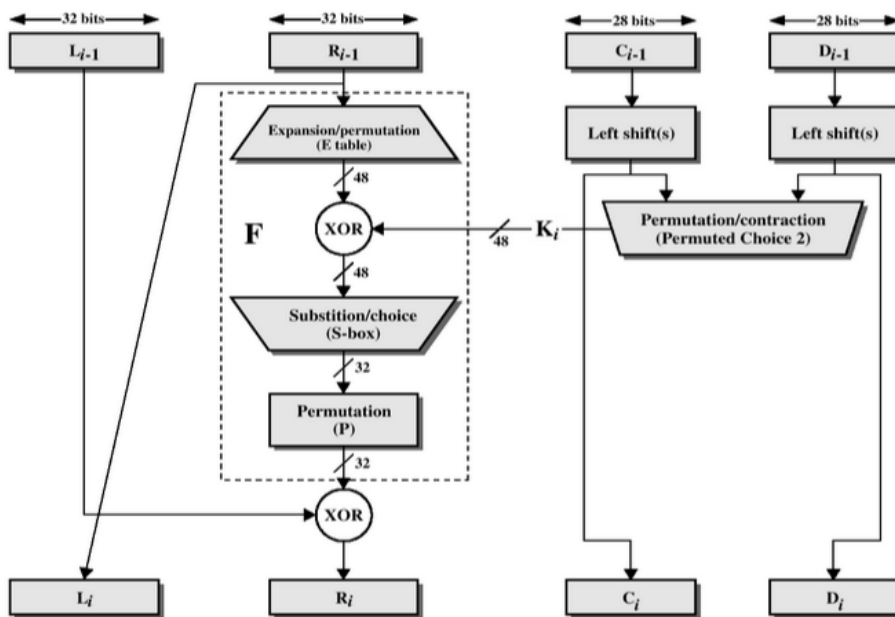 32 bits
32 bits
28 bits
28 bits
Li-1
Ri-1
Ci-1
Di-1
Expansion/permutation
(E table)
Left shift(s)
Left shift(s)
48
F
XOR
48
Ki
Permutation/contraction
(Permuted Choice 2)
48
Substition/choice
(S-box)
32
Permutation
(P)
32
XOR
Li
Ri
Ci
Di